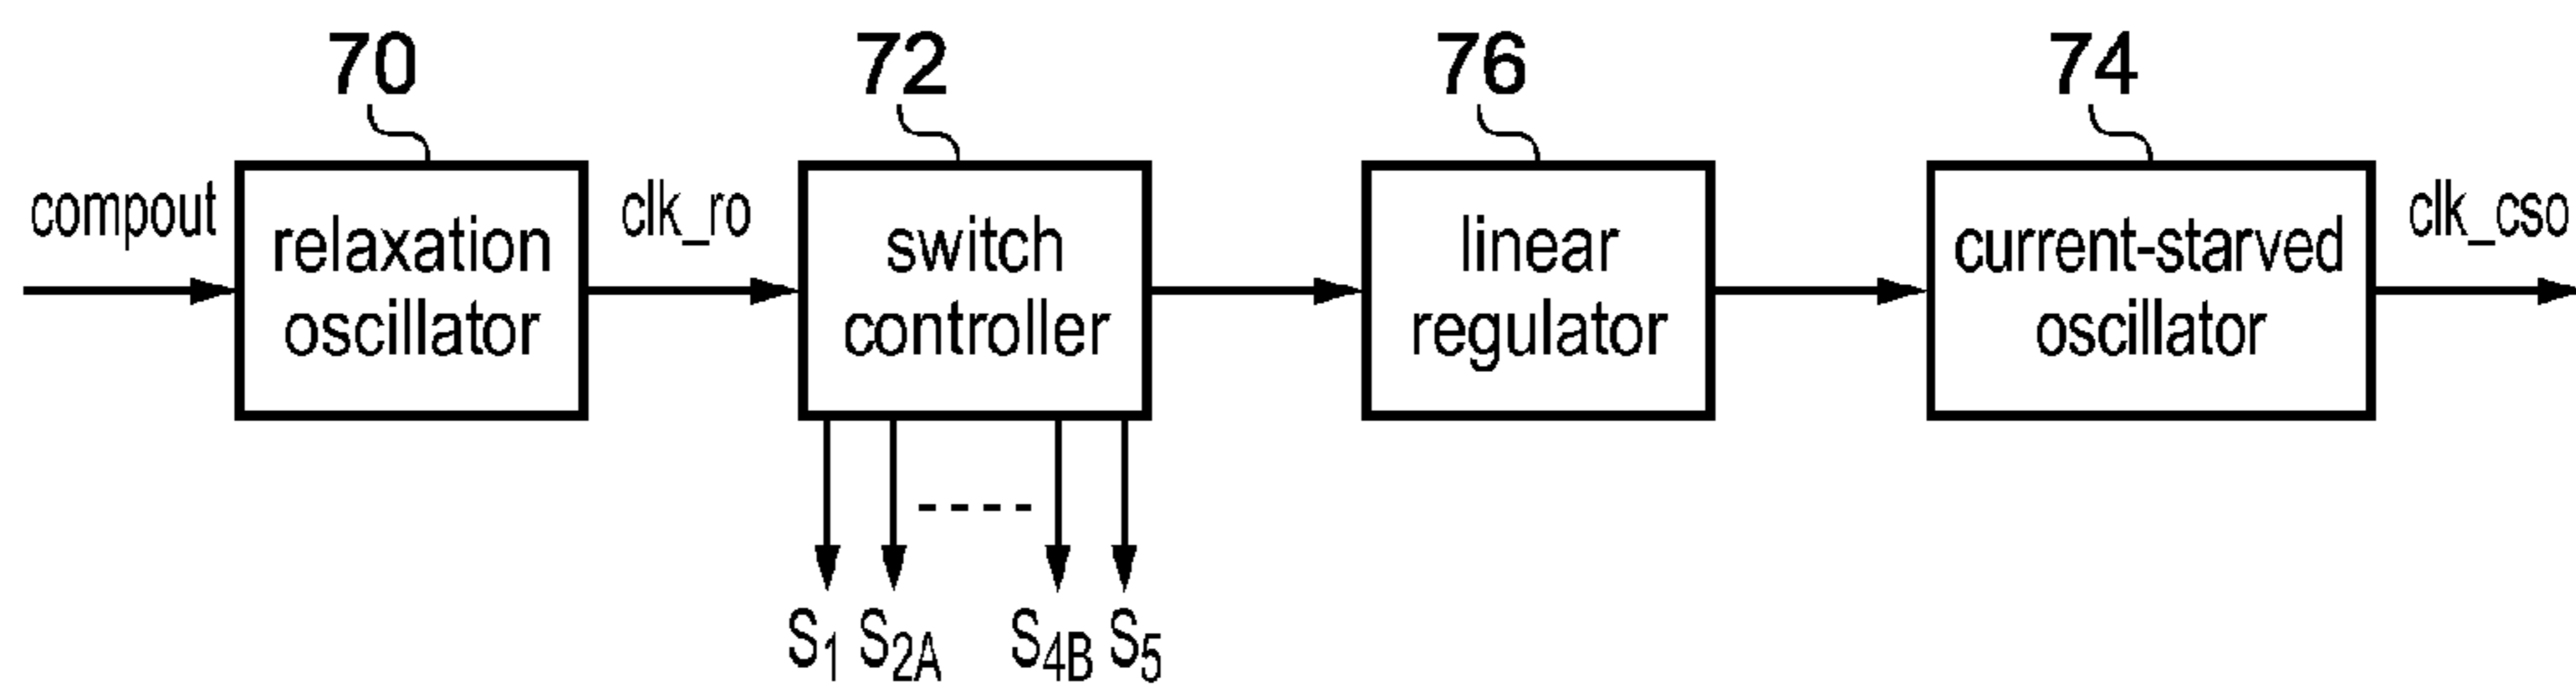 70
72
76
74
compout
relaxation
oscillator
clk_ro
switch
controller
linear
regulator
current-starved
oscillator
clk_cso
S1 S2A ---- S4B S5